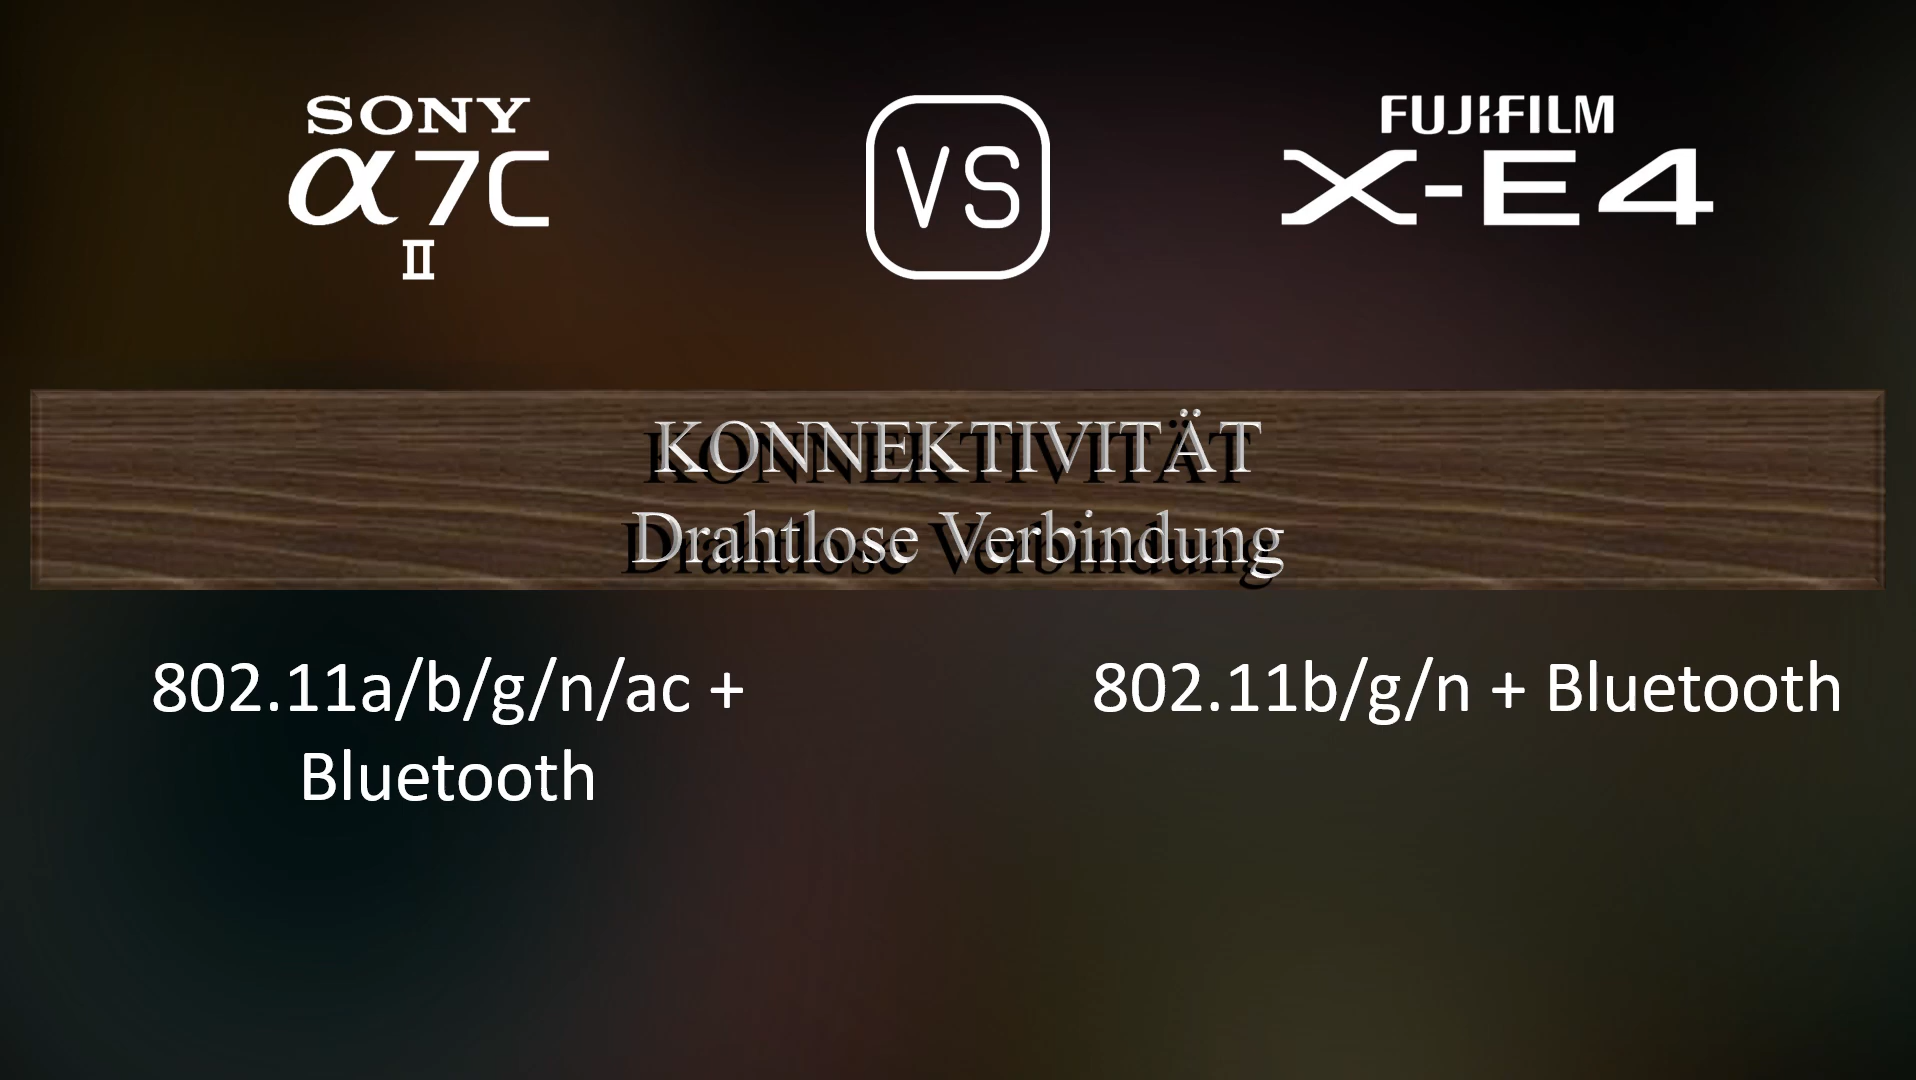 SONY
α7C
II
VS
FUJIFILM
X-E4
KONNEKTIVITÄT
Drahtlose Verbindung
802.11a/b/g/n/ac +
Bluetooth
802.11b/g/n + Bluetooth